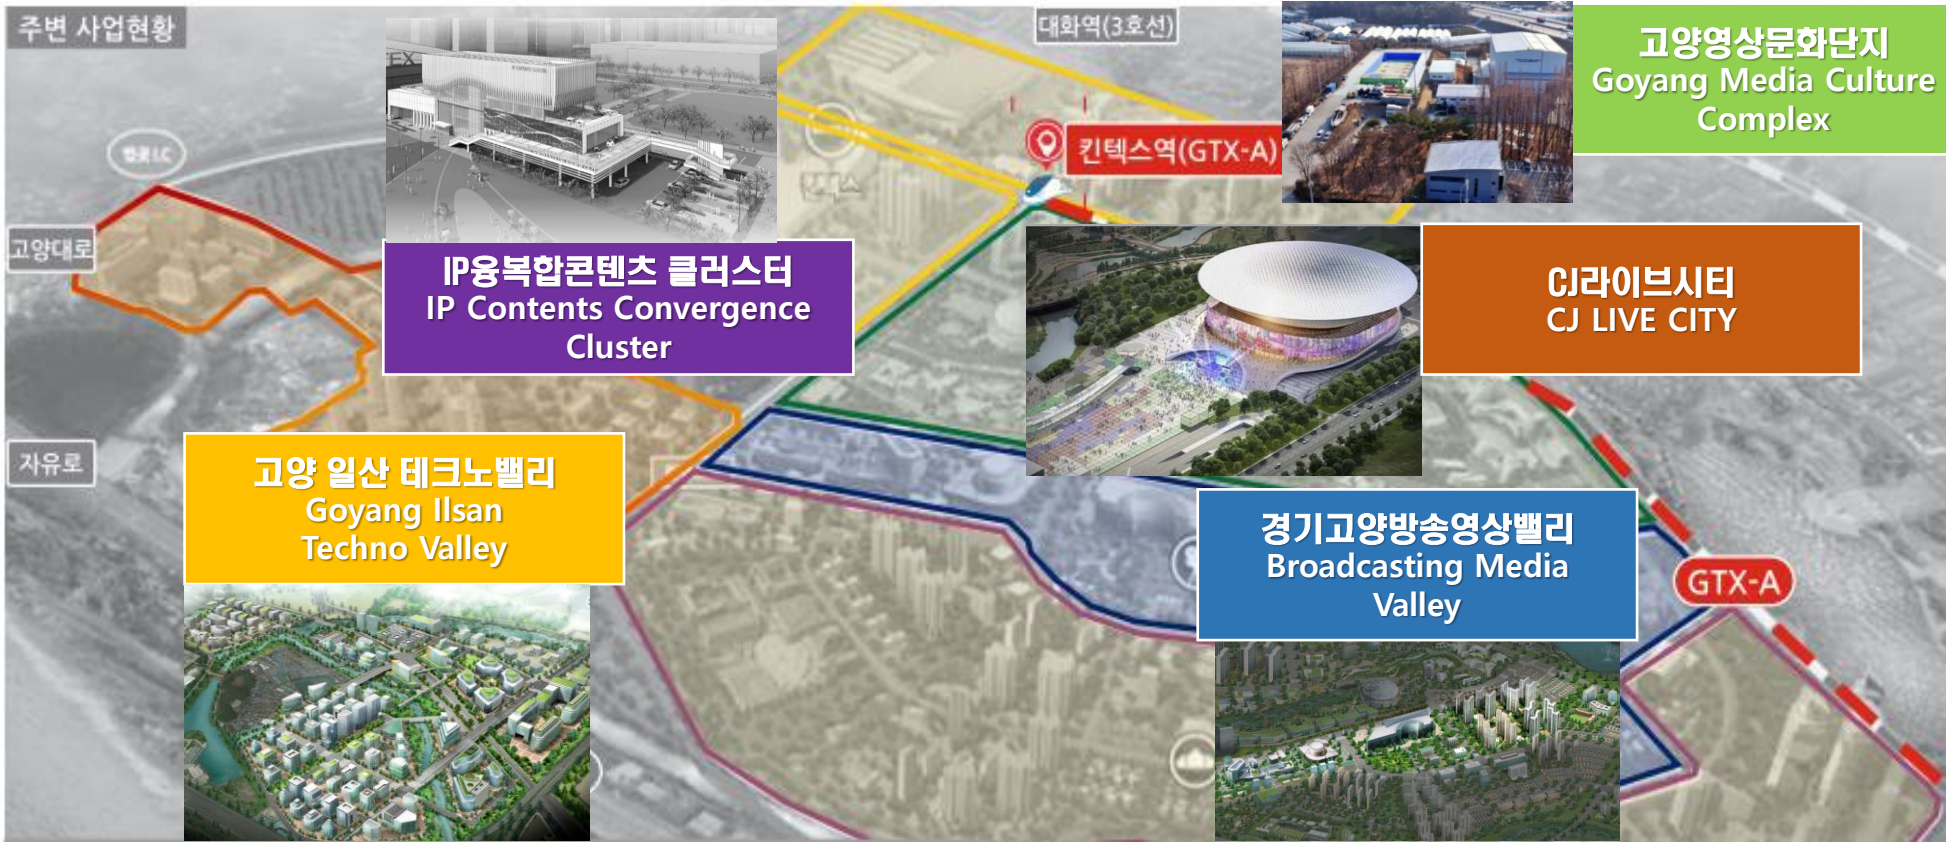 주변 사업현황
대화역(3호선)
고양영상문화단지
Goyang Media Culture
Complex
킨텍스역(GTX-A)
고양대로
IP융복합콘텐츠 클러스터
IP Contents Convergence
Cluster
CJ라이브시티
CJ LIVE CITY
자유로
고양 일산 테크노밸리
Goyang Ilsan
Techno Valley
경기고양방송영상밸리
Broadcasting Media
Valley
GTX-A